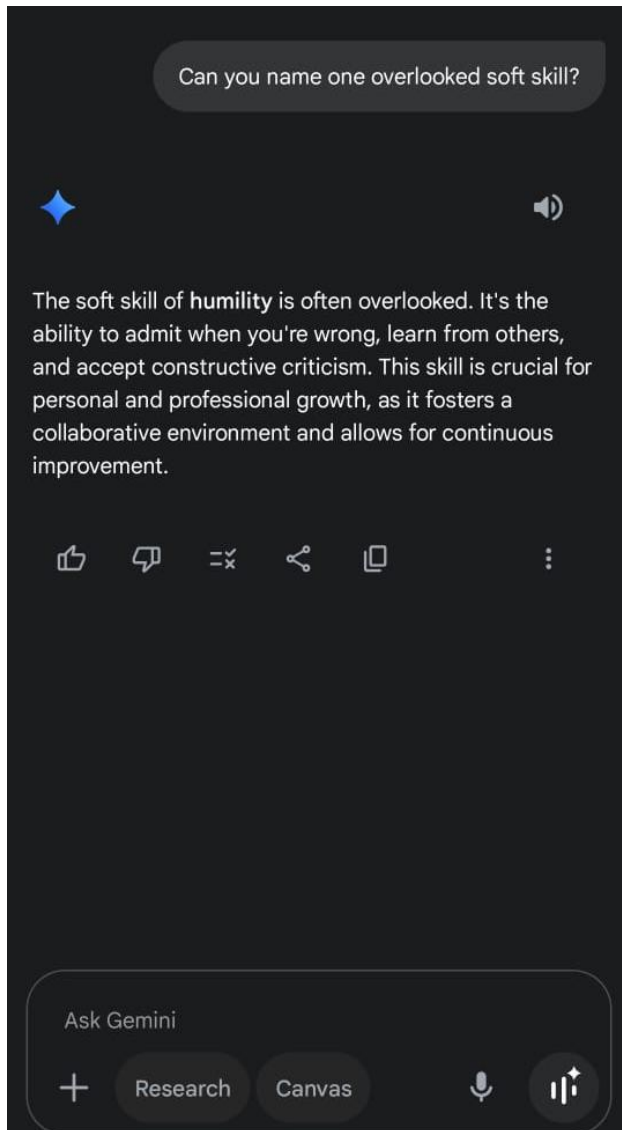 Can you name one overlooked soft skill?
The soft skill of humility is often overlooked. It's the
ability to admit when you're wrong, learn from others,
and accept constructive criticism. This skill is crucial for
personal and professional growth, as it fosters a
collaborative environment and allows for continuous
improvement.
Ask Gemini
Research Canvas